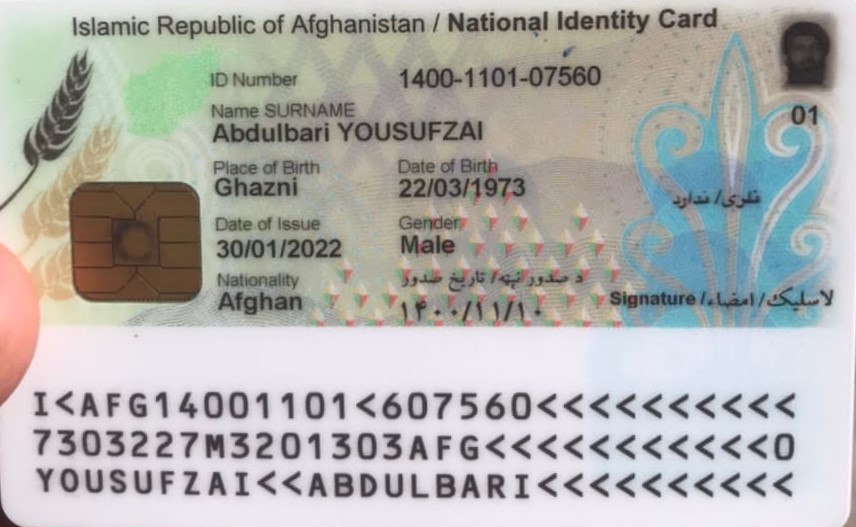 Islamic Republic of Afghanistan / National Identity Card
ID Number 1400-1101-07560
01
Name SURNAME
Abdulbari YOUSUFZAI
Place of Birth Date of Birth
Ghazni 22/03/1973
نلري/ ندارد
Date of Issue Gender
30/01/2022 Male
Nationality د صدور نېټه/ تاریخ صدور
Afghan ۱۴۰۰/۱۱/۱۰
Signature / لاسلیک/ امضاء
I<AFG14001101<607560<<<<<<<<<<
7303227M3201303AFG<<<<<<<<<<<0
YOUSUFZAI<<ABDULBARI<<<<<<<<<<